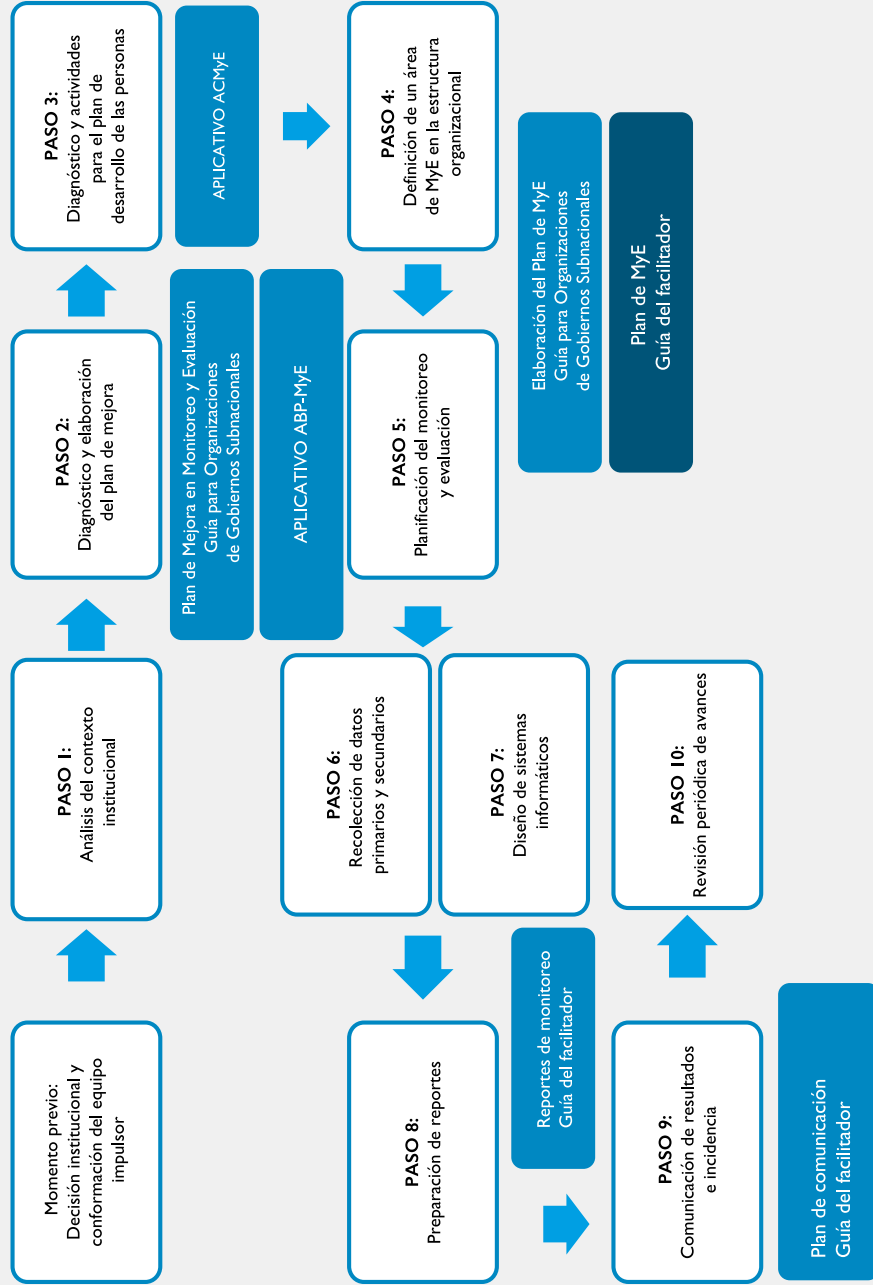 Momento previo:
Decisión institucional y
conformación del equipo
impulsor
PASO 1:
Análisis del contexto
institucional
PASO 2:
Diagnóstico y elaboración
del plan de mejora
Plan de Mejora en Monitoreo y Evaluación
Guía para Organizaciones
de Gobiernos Subnacionales
APLICATIVO ABP-MyE
PASO 3:
Diagnóstico y actividades
para el plan de
desarrollo de las personas
APLICATIVO ACMyE
PASO 4:
Definición de un área
de MyE en la estructura
organizacional
PASO 5:
Planificación del monitoreo
y evaluación
Elaboración del Plan de MyE
Guía para Organizaciones
de Gobiernos Subnacionales
Plan de MyE
Guía del facilitador
PASO 6:
Recolección de datos
primarios y secundarios
PASO 7:
Diseño de sistemas
informáticos
PASO 8:
Preparación de reportes
Reportes de monitoreo
Guía del facilitador
PASO 9:
Comunicación de resultados
e incidencia
Plan de comunicación
Guía del facilitador
PASO 10:
Revisión periódica de avances